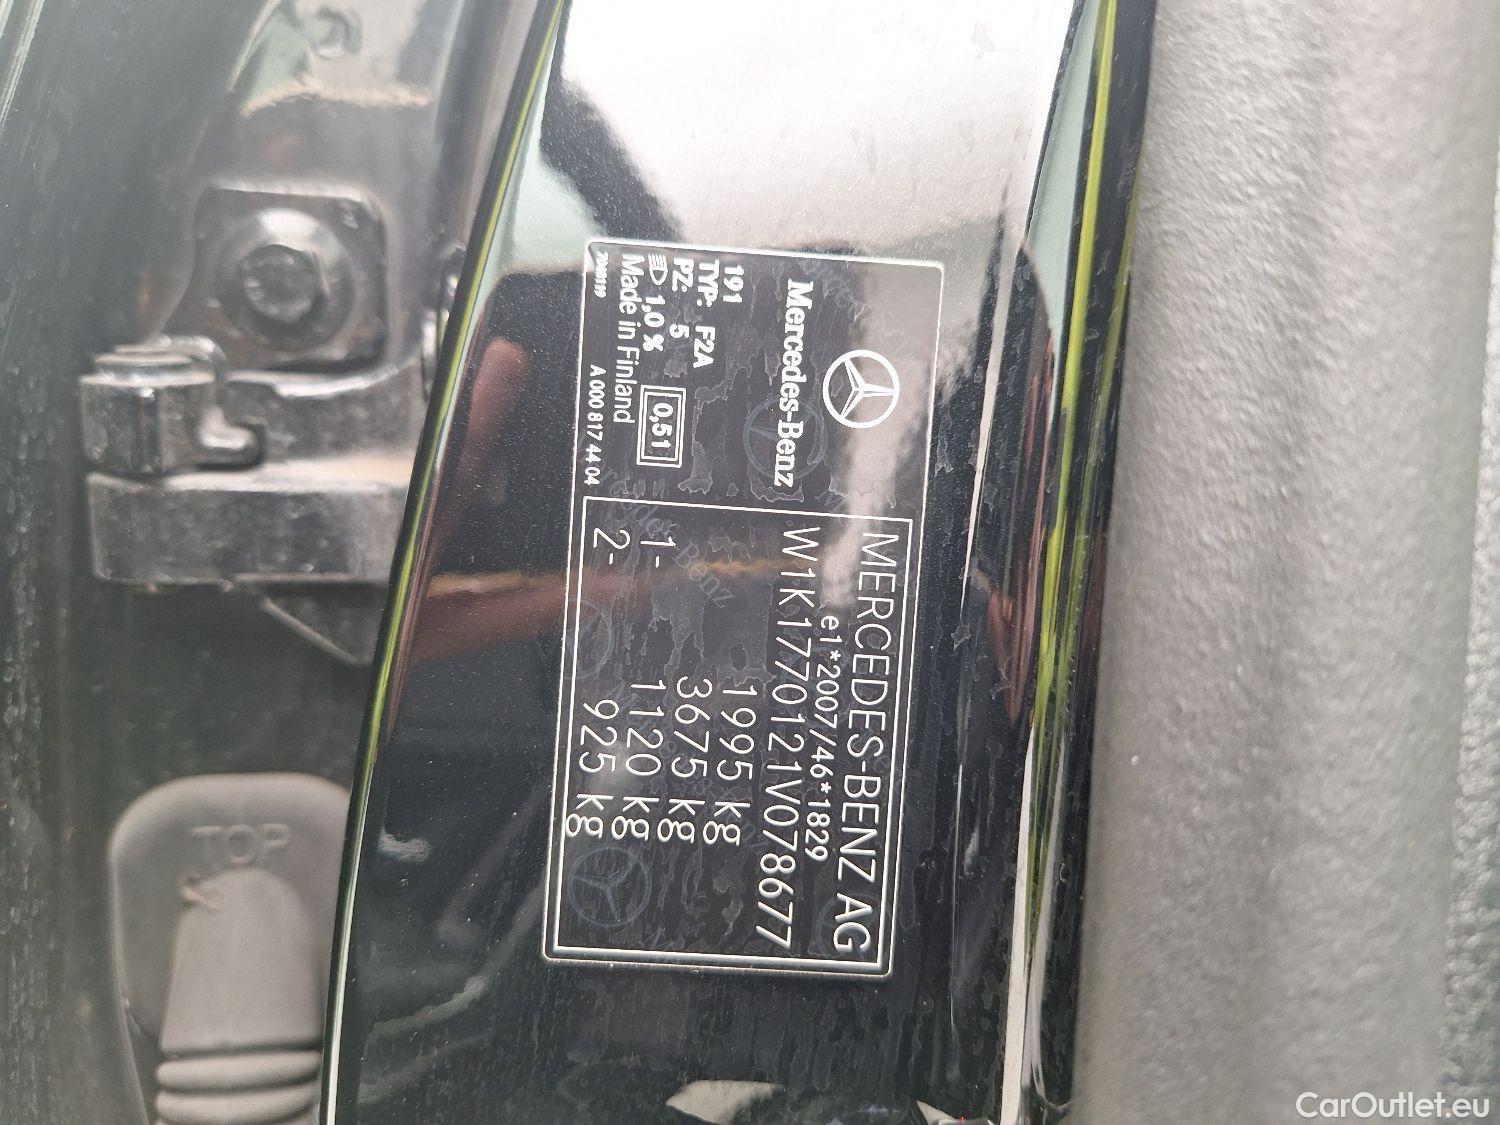 Mercedes-Benz
191
TYP: F2A
PZ: 5
1,0 % 0,51
Made in Finland
A 000 817 44 04
MERCEDES-BENZ AG
e1*2007/46*1829
W1K1770121V078677
1995 kg
3675 kg
1- 1120 kg
2- 925 kg
Mercedes-Benz
TOP
CarOutlet.eu